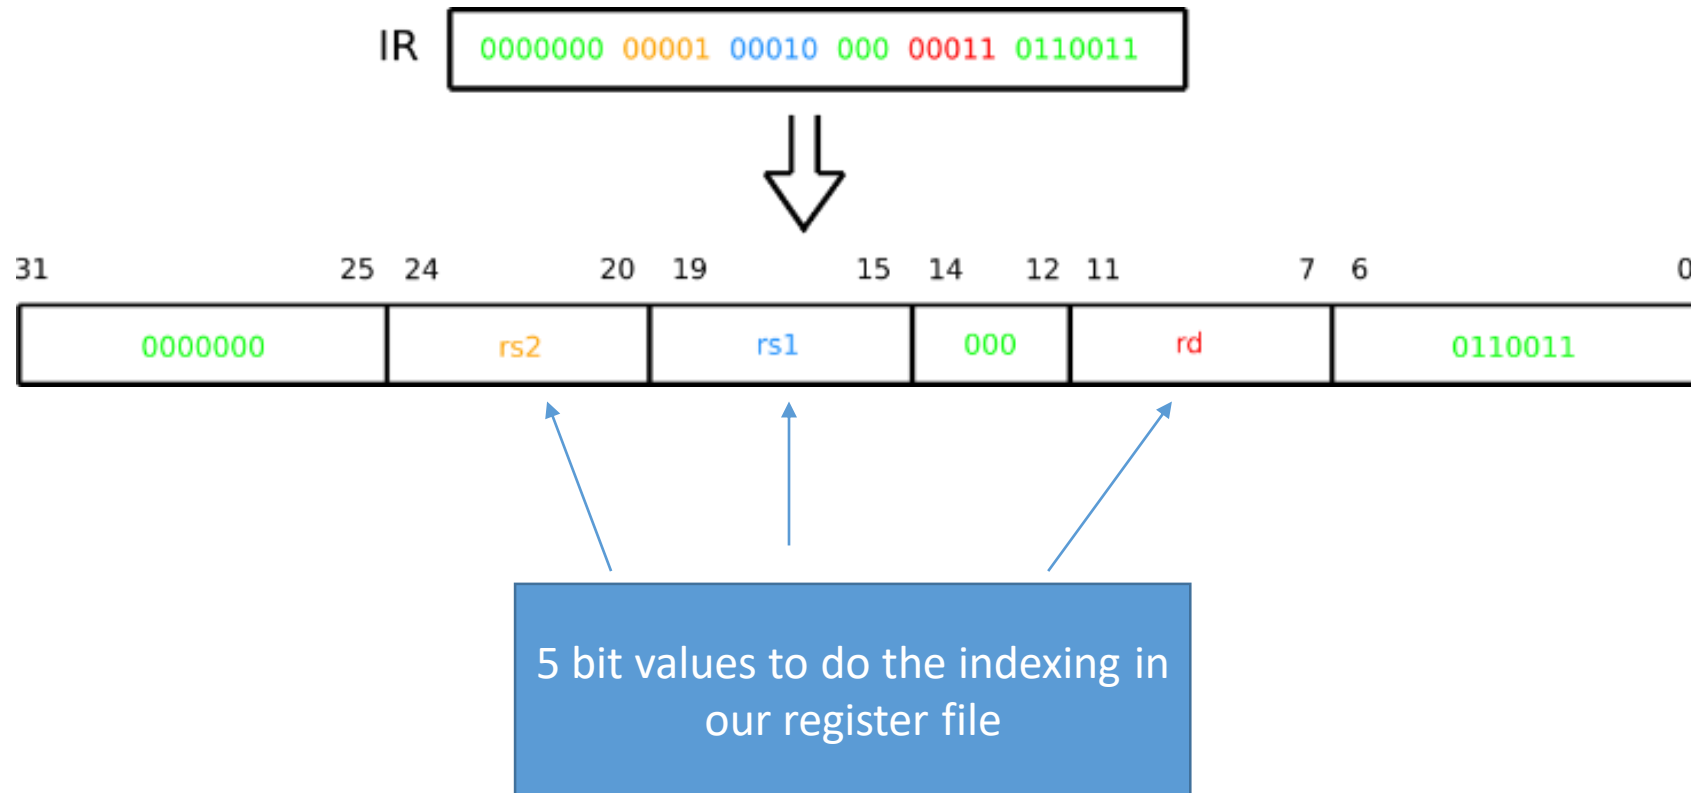 IR 0000000 00001 00010 000 00011 0110011
31 25 24 20 19 15 14 12 11 7 6 0
0000000 rs2 rs1 000 rd 0110011
5 bit values to do the indexing in
our register file